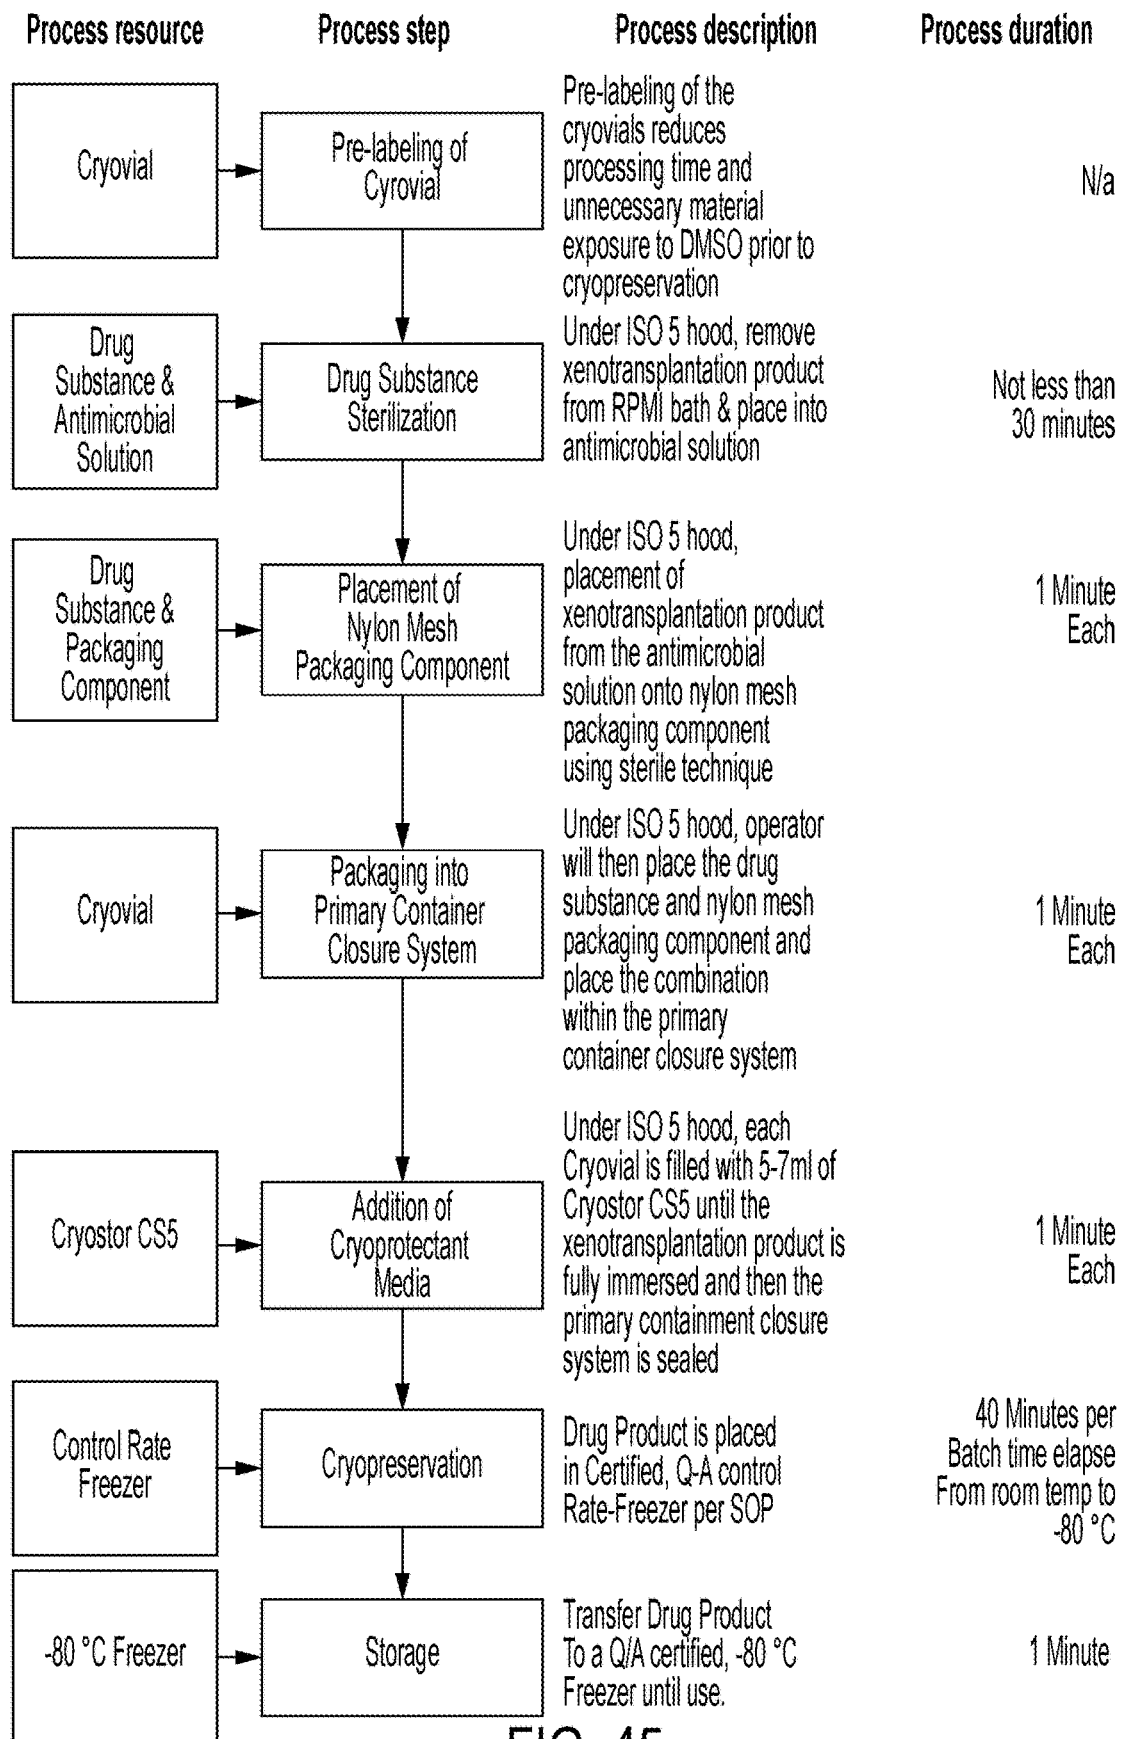 Process resource
Process step
Process description
Process duration
Cryovial
Pre-labeling of
Cyrovial
Pre-labeling of the
cryovials reduces
processing time and
unnecessary material
exposure to DMSO prior to
cryopreservation
N/a
Drug
Substance &
Antimicrobial
Solution
Drug Substance
Sterilization
Under ISO 5 hood, remove
xenotransplantation product
from RPMI bath & place into
antimicrobial solution
Not less than
30 minutes
Drug
Substance &
Packaging
Component
Placement of
Nylon Mesh
Packaging Component
Under ISO 5 hood,
placement of
xenotransplantation product
from the antimicrobial
solution onto nylon mesh
packaging component
using sterile technique
1 Minute
Each
Cryovial
Packaging into
Primary Container
Closure System
Under ISO 5 hood, operator
will then place the drug
substance and nylon mesh
packaging component and
place the combination
within the primary
container closure system
1 Minute
Each
Cryostor CS5
Addition of
Cryoprotectant
Media
Under ISO 5 hood, each
Cryovial is filled with 5-7ml of
Cryostor CS5 until the
xenotransplantation product is
fully immersed and then the
primary containment closure
system is sealed
1 Minute
Each
Control Rate
Freezer
Cryopreservation
Drug Product is placed
in Certified, Q-A control
Rate-Freezer per SOP
40 Minutes per
Batch time elapse
From room temp to
-80 °C
-80 °C Freezer
Storage
Transfer Drug Product
To a Q/A certified, -80 °C
Freezer until use.
1 Minute
FIG. 45